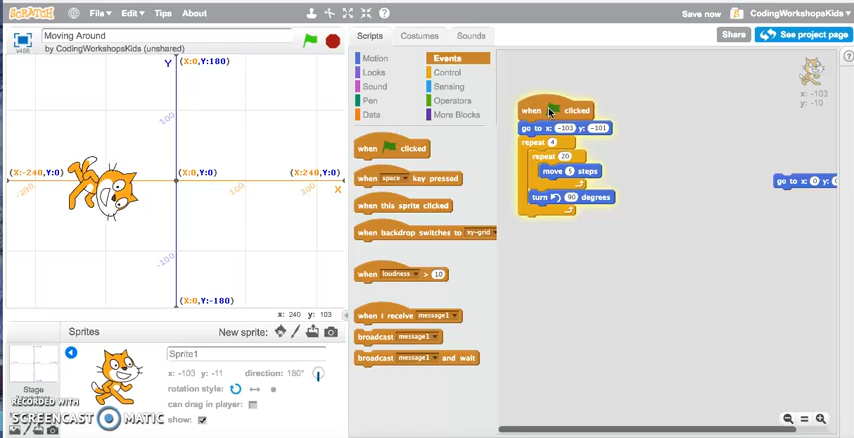 SCRATCH File Edit Tips About Save now CodingWorkshopsKids
Moving Around
by CodingWorkshopsKids (unshared)
v456
Scripts Costumes Sounds
Share See project page
Motion Events
Looks Control
Sound Sensing
Pen Operators
Data More Blocks
Y (X:0,Y:180)
100
(X:-240,Y:0) (X:0,Y:0) (X:240,Y:0)
-200 100 200 X
-100
(X:0,Y:-180)
x: 240 y: 103
when clicked
when space key pressed
when this sprite clicked
when backdrop switches to xy-grid
when loudness > 10
when I receive message1
broadcast message1
broadcast message1 and wait
when clicked
go to x: -103 y: -101
repeat 4
repeat 20
move 5 steps
turn 90 degrees
go to x: 0 y: 0
x: -103
y: -10
Sprites New sprite:
Sprite1
x: -103 y: -11 direction: 180°
rotation style:
can drag in player:
show:
Stage
RECORDED WITH
SCREENCAST MATIC